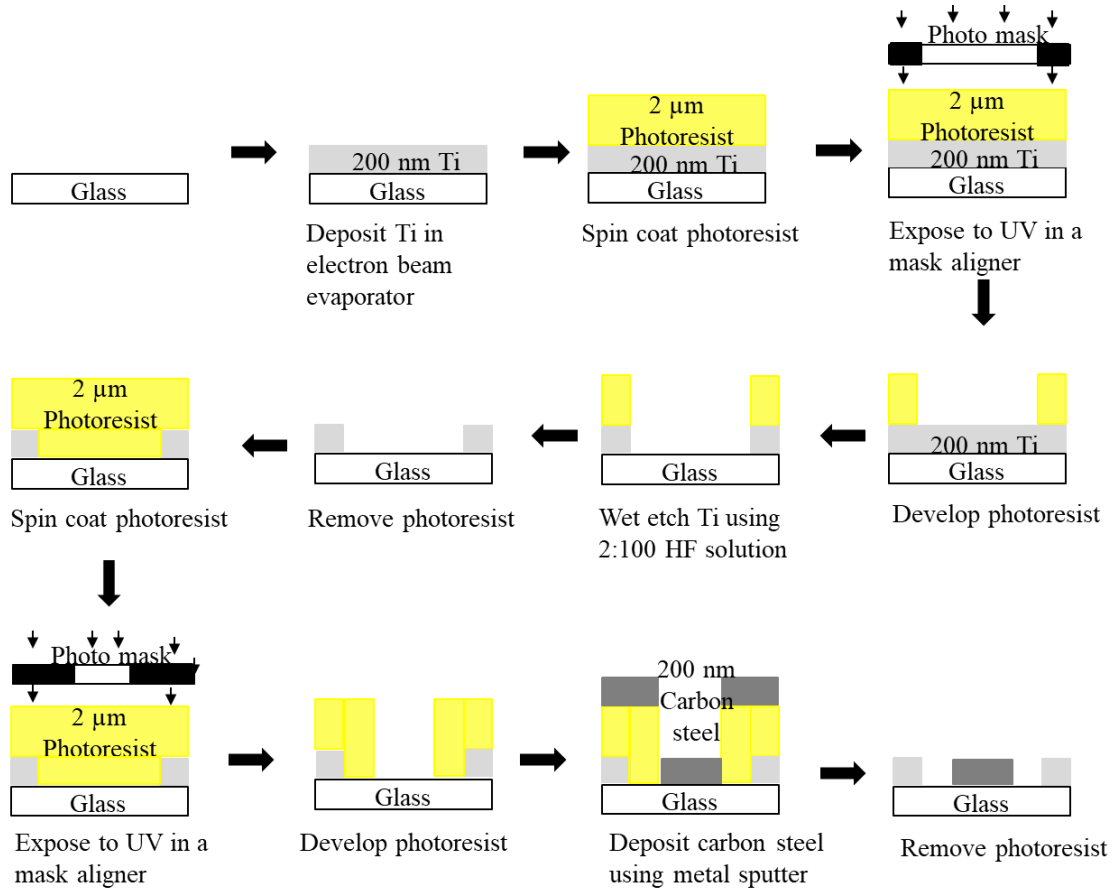 Glass
200 nm Ti
Glass
Deposit Ti in
electron beam
evaporator
2 µm
Photoresist
200 nm Ti
Glass
Spin coat photoresist
Photo mask
2 µm
Photoresist
200 nm Ti
Glass
Expose to UV in a
mask aligner
2 µm
Photoresist
Glass
Spin coat photoresist
Glass
Remove photoresist
Glass
Wet etch Ti using
2:100 HF solution
200 nm Ti
Glass
Develop photoresist
Photo mask
2 µm
Photoresist
Glass
Expose to UV in a
mask aligner
Glass
Develop photoresist
200 nm
Carbon
steel
Glass
Deposit carbon steel
using metal sputter
Glass
Remove photoresist